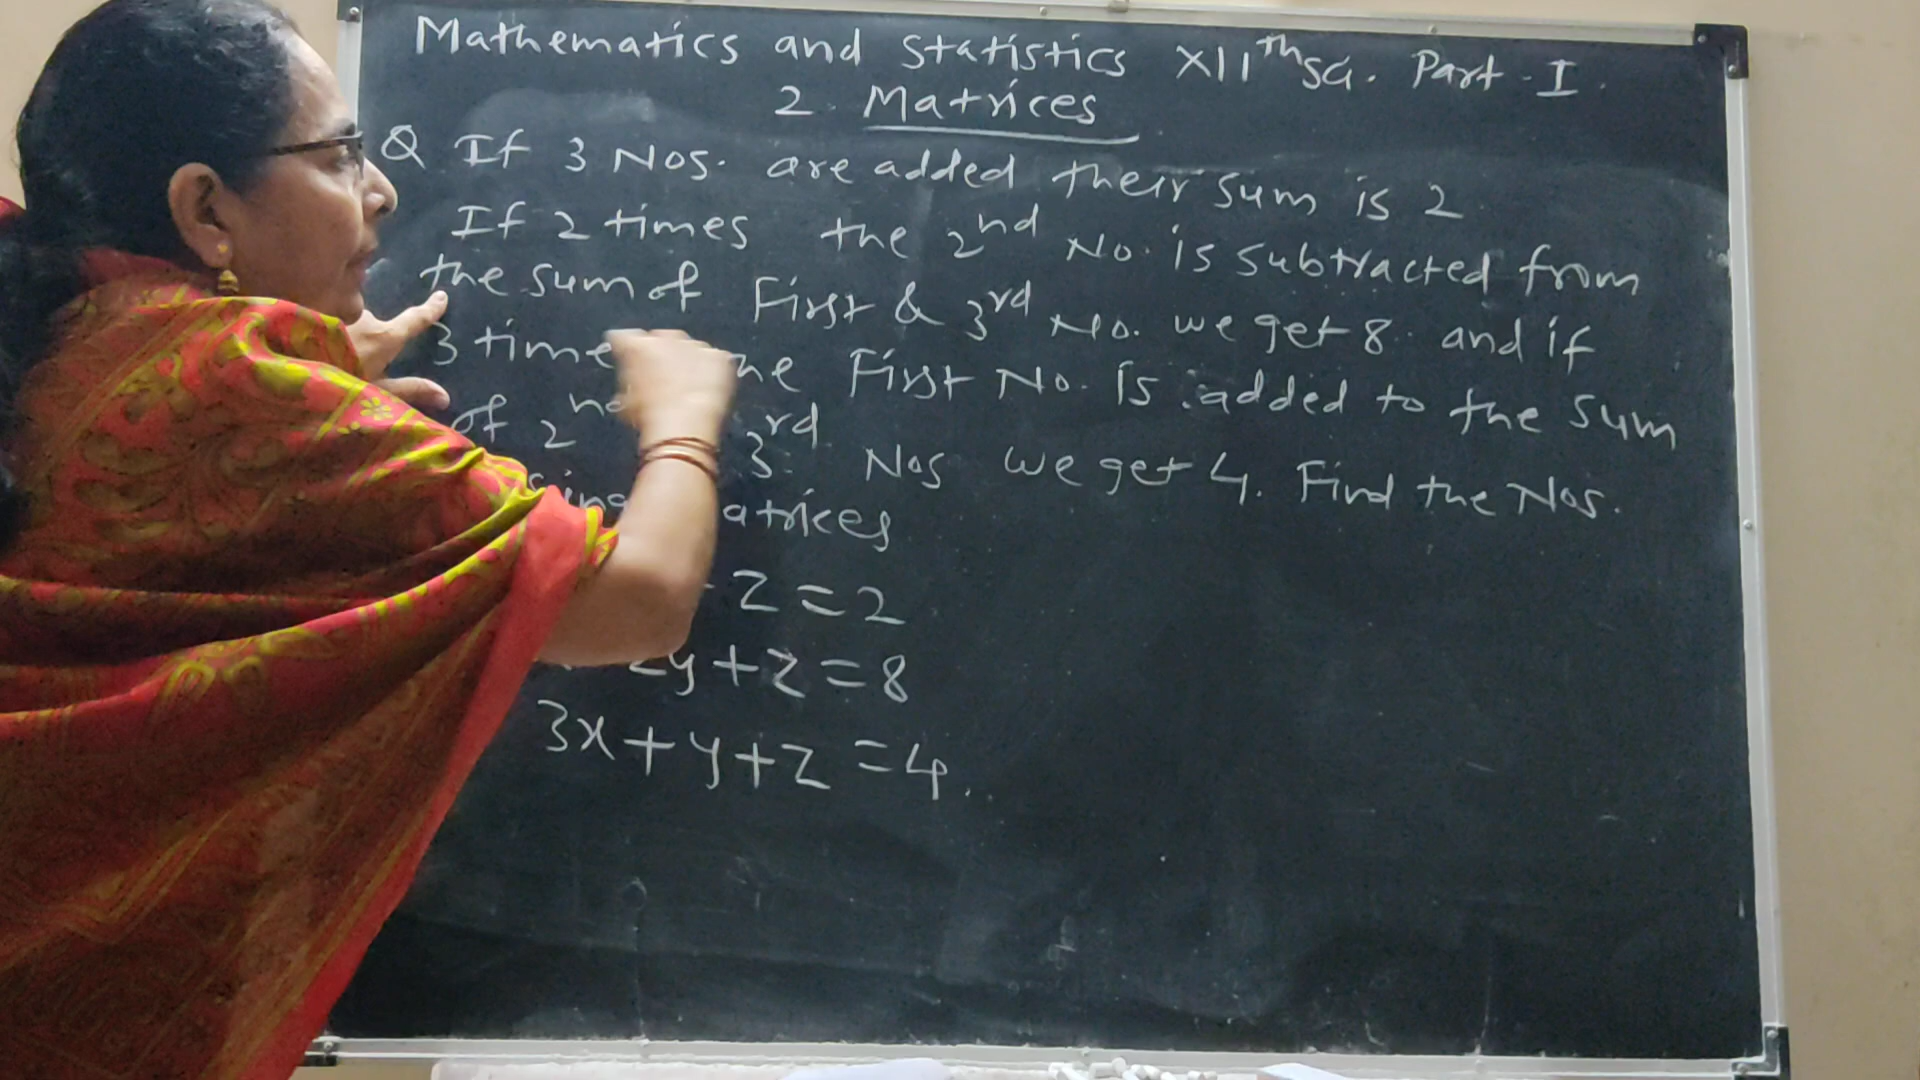 Mathematics and Statistics XIIth sci. Part-I.
2. Matrices
Q If 3 Nos. are added their sum is 2
If 2 times the 2nd No. is subtracted from
the sum of First & 3rd No. we get 8. and if
3 time First No. is added to the sum
of 2nd 3rd Nos we get 4. Find the Nos.
Z = 2
2y + z = 8
3x + y + z = 4.